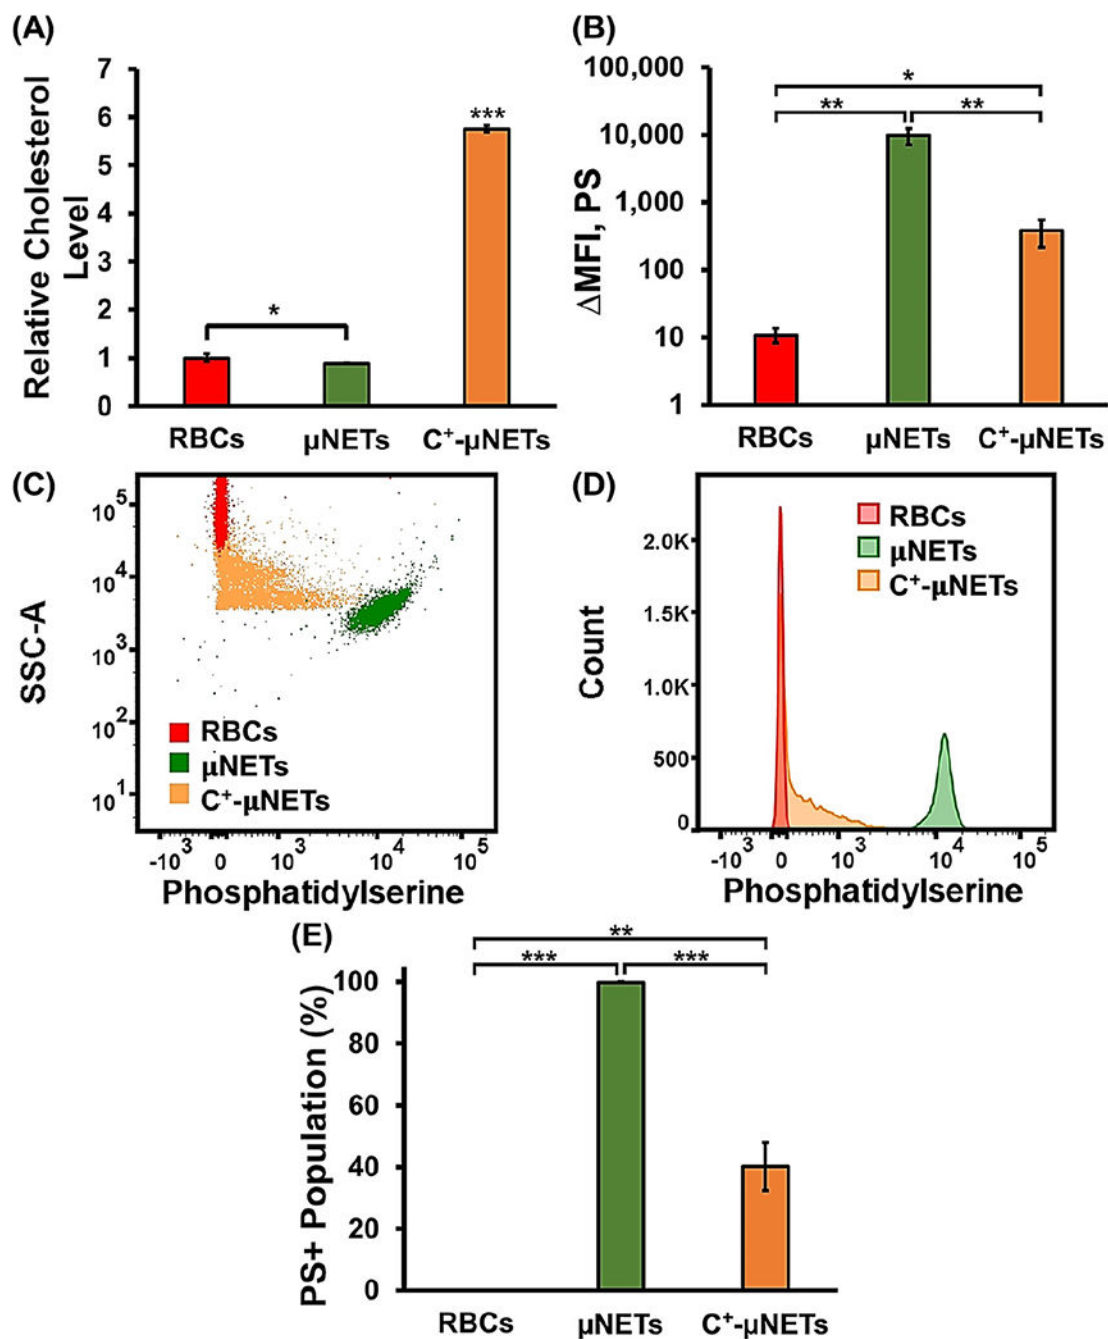 (A)
Relative Cholesterol
Level
7
6
5
4
3
2
1
0
***
*
RBCs
µNETs
C⁺-µNETs
(B)
ΔMFI, PS
100,000
10,000
1,000
100
10
1
*
**
**
RBCs
µNETs
C⁺-µNETs
(C)
SSC-A
10⁵
10⁴
10³
10²
10¹
RBCs
µNETs
C⁺-µNETs
-10³
0
10³
10⁴
10⁵
Phosphatidylserine
(D)
Count
2.0K
1.5K
1.0K
500
0
RBCs
µNETs
C⁺-µNETs
-10³
0
10³
10⁴
10⁵
Phosphatidylserine
(E)
PS+ Population (%)
100
80
60
40
20
0
**
***
***
RBCs
µNETs
C⁺-µNETs